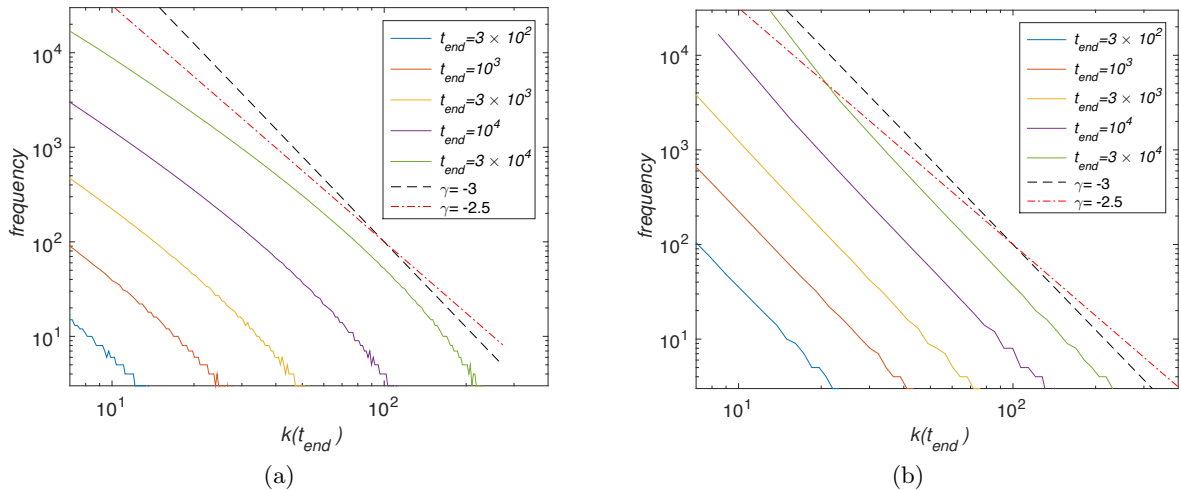 t_end=3 × 10^2
t_end=10^3
t_end=3 × 10^3
t_end=10^4
t_end=3 × 10^4
γ= -3
γ= -2.5
10^4
10^3
10^2
10^1
frequency
10^1 10^2
k(t_end )
(a)
t_end=3 × 10^2
t_end=10^3
t_end=3 × 10^3
t_end=10^4
t_end=3 × 10^4
γ= -3
γ= -2.5
10^4
10^3
10^2
10^1
frequency
10^1 10^2
k(t_end )
(b)